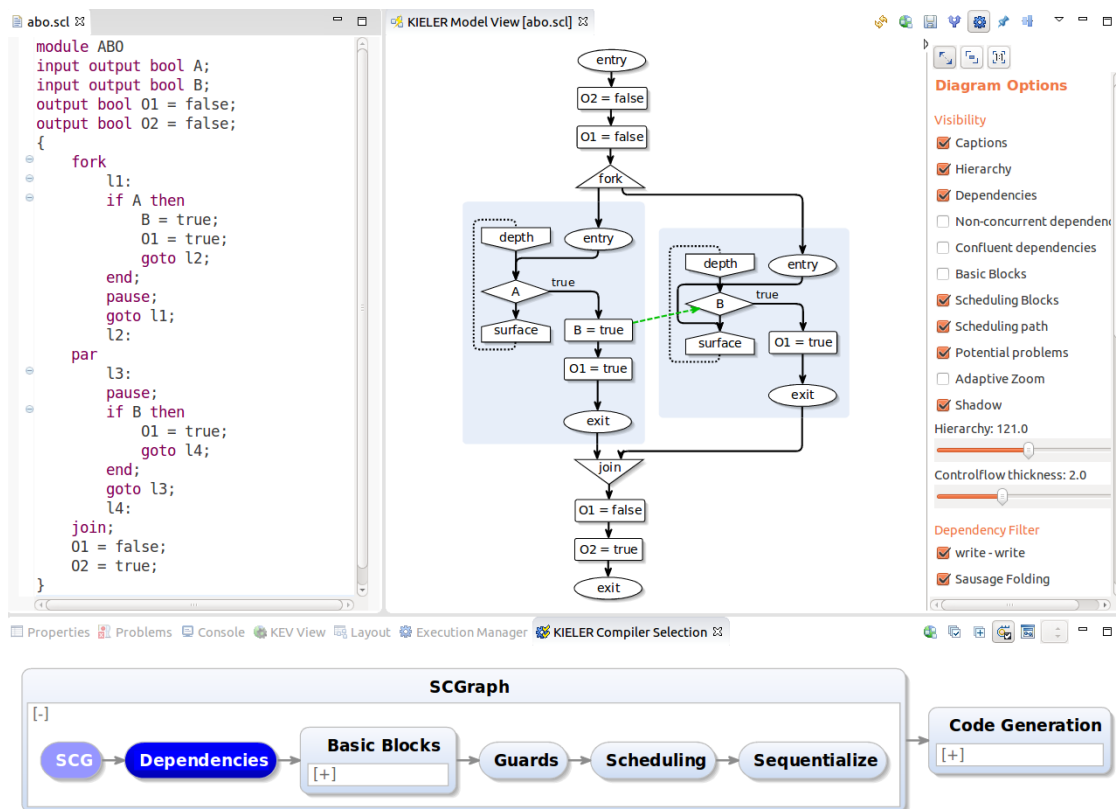 abo.scl
module ABO
input output bool A;
input output bool B;
output bool O1 = false;
output bool O2 = false;
{
fork
l1:
if A then
B = true;
O1 = true;
goto l2;
end;
pause;
goto l1;
l2:
par
l3:
pause;
if B then
O1 = true;
goto l4;
end;
goto l3;
l4:
join;
O1 = false;
O2 = true;
}
KIELER Model View [abo.scl]
entry
O2 = false
O1 = false
fork
depth
entry
A
true
surface
B = true
O1 = true
exit
depth
entry
B
true
surface
O1 = true
exit
join
O1 = false
O2 = true
exit
Diagram Options
Visibility
Captions
Hierarchy
Dependencies
Non-concurrent dependenc
Confluent dependencies
Basic Blocks
Scheduling Blocks
Scheduling path
Potential problems
Adaptive Zoom
Shadow
Hierarchy: 121.0
Controlflow thickness: 2.0
Dependency Filter
write - write
Sausage Folding
Properties Problems Console KEV View Layout Execution Manager KIELER Compiler Selection
SCGraph
[-]
SCG
Dependencies
Basic Blocks
[+]
Guards
Scheduling
Sequentialize
Code Generation
[+]